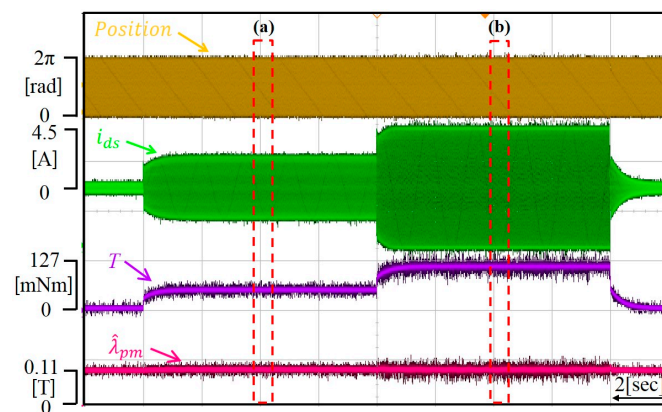 Position
(a)
(b)
2π
[rad]
0
4.5
[A]
0
i_ds
127
[mNm]
0
T
λ̂_pm
0.11
[T]
0
2[sec